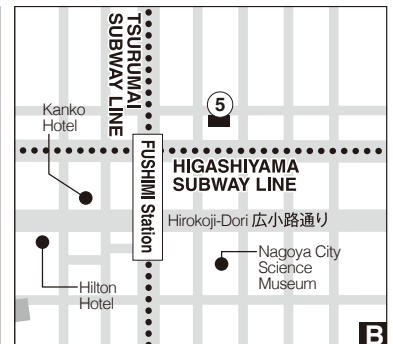 TSURUMAI
SUBWAY LINE
5
Kanko
Hotel
FUSHIMI Station
HIGASHIYAMA
SUBWAY LINE
Hirokoji-Dori 広小路通り
Nagoya City
Science
Museum
Hilton
Hotel
B